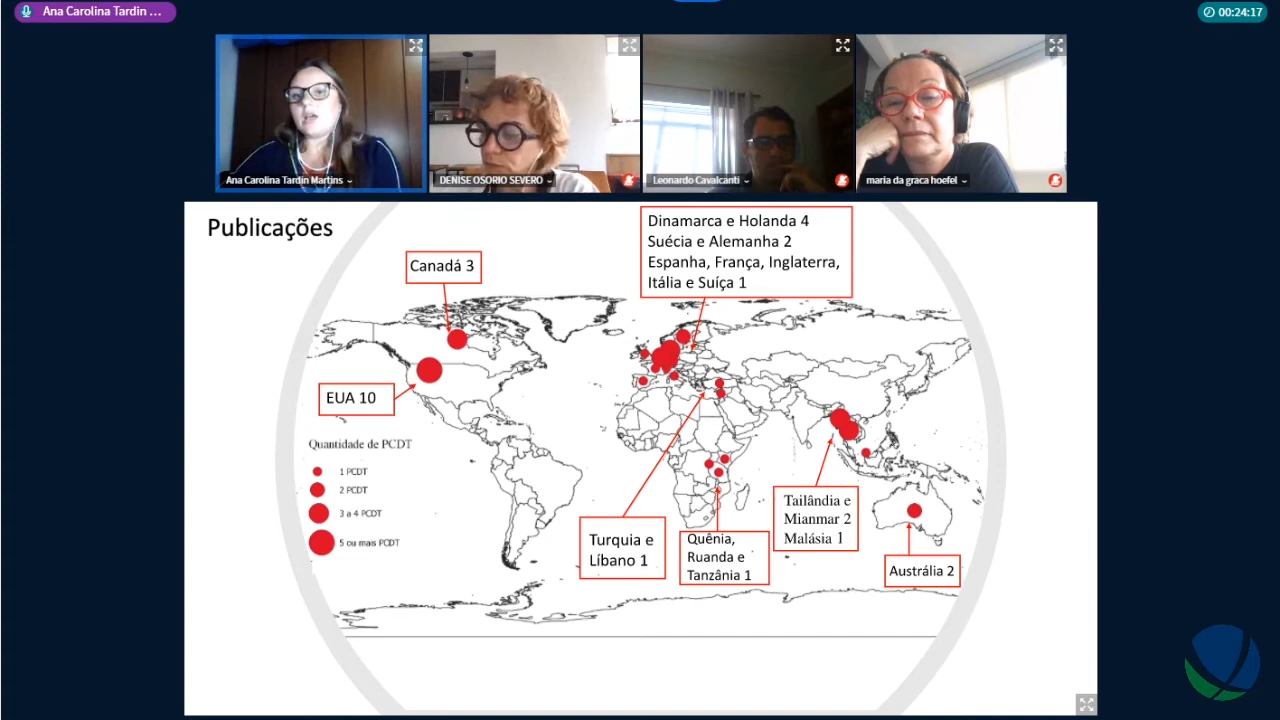 Ana Carolina Tardin ...
00:24:17
Ana Carolina Tardin Martins
DENISE OSORIO SEVERO
Leonardo Cavalcanti
maria da graca hoefel
Publicações
Dinamarca e Holanda 4
Suécia e Alemanha 2
Espanha, França, Inglaterra,
Itália e Suíça 1
Canadá 3
EUA 10
Quantidade de PCDT
1 PCDT
2 PCDT
3 a 4 PCDT
5 ou mais PCDT
Turquia e
Líbano 1
Quênia,
Ruanda e
Tanzânia 1
Tailândia e
Mianmar 2
Malásia 1
Austrália 2